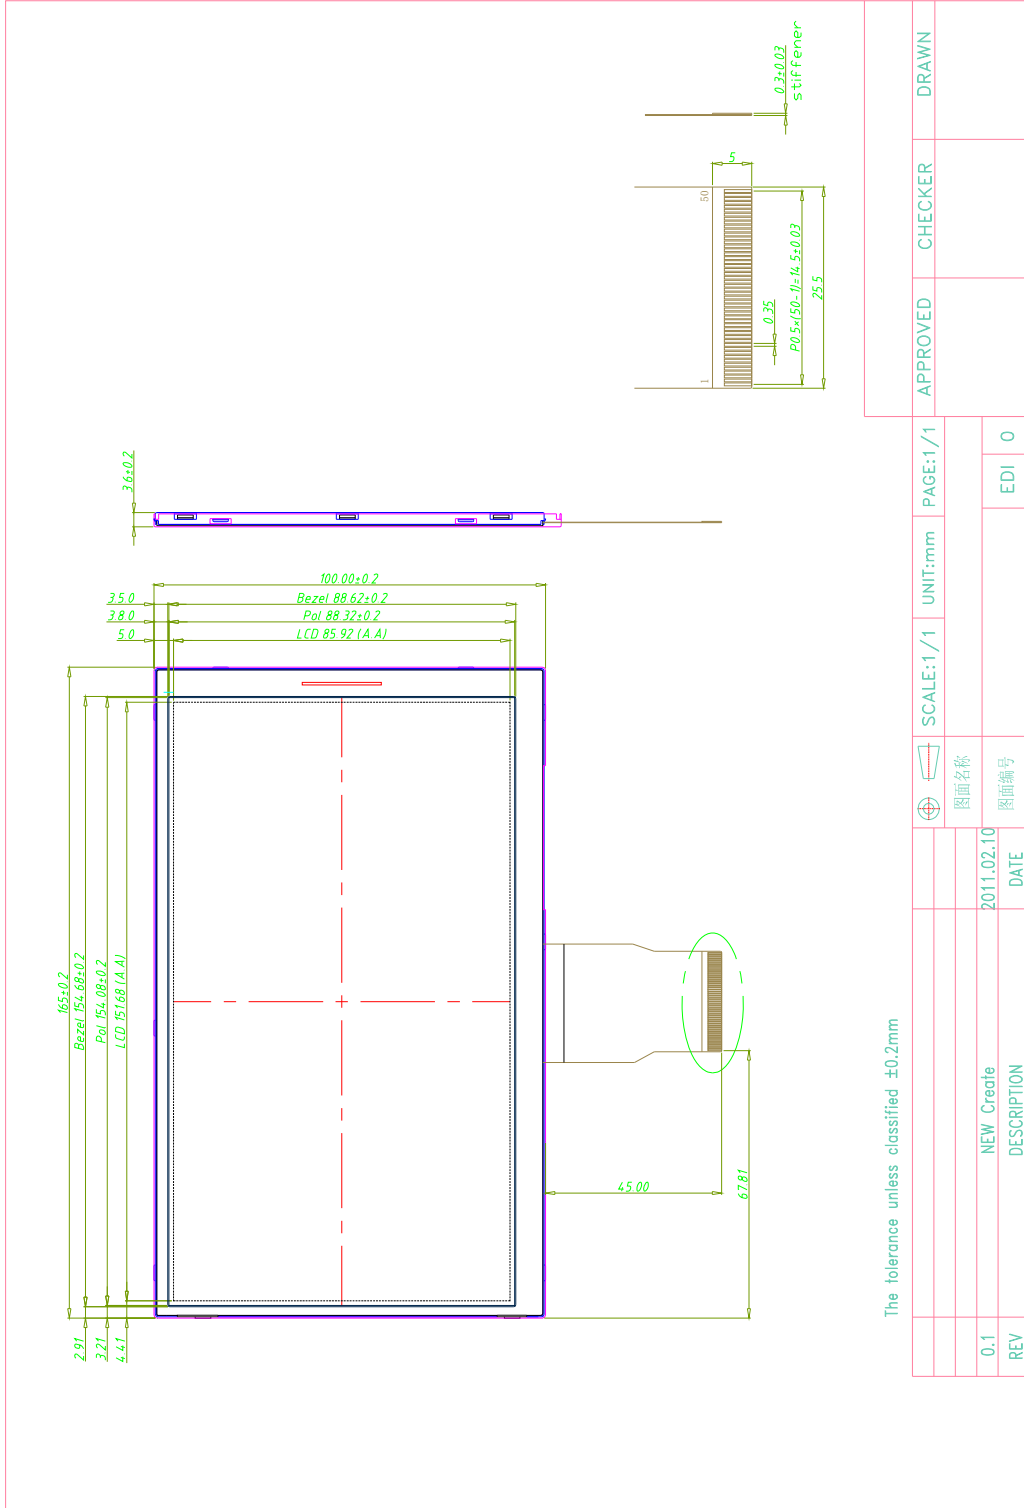 0.3±0.03
stiffener
5
50
1
P0.5×(50-1)=14.5±0.03
25.5
0.35
3.6±0.2
100.00±0.2
3.5.0
Bezel 88.62±0.2
3.8.0
Pol 88.32±0.2
5.0
LCD 85.92 (A.A)
165±0.2
Bezel 154.68±0.2
Pol 154.08±0.2
LCD 151.68 (A.A)
2.91
3.21
4.41
45.00
67.81
The tolerance unless classified ±0.2mm
DRAWN
CHECKER
APPROVED
PAGE:1/1
UNIT:mm
SCALE:1/1
EDI
O
图面名称
图面编号
2011.02.10
DATE
NEW Create
DESCRIPTION
0.1
REV